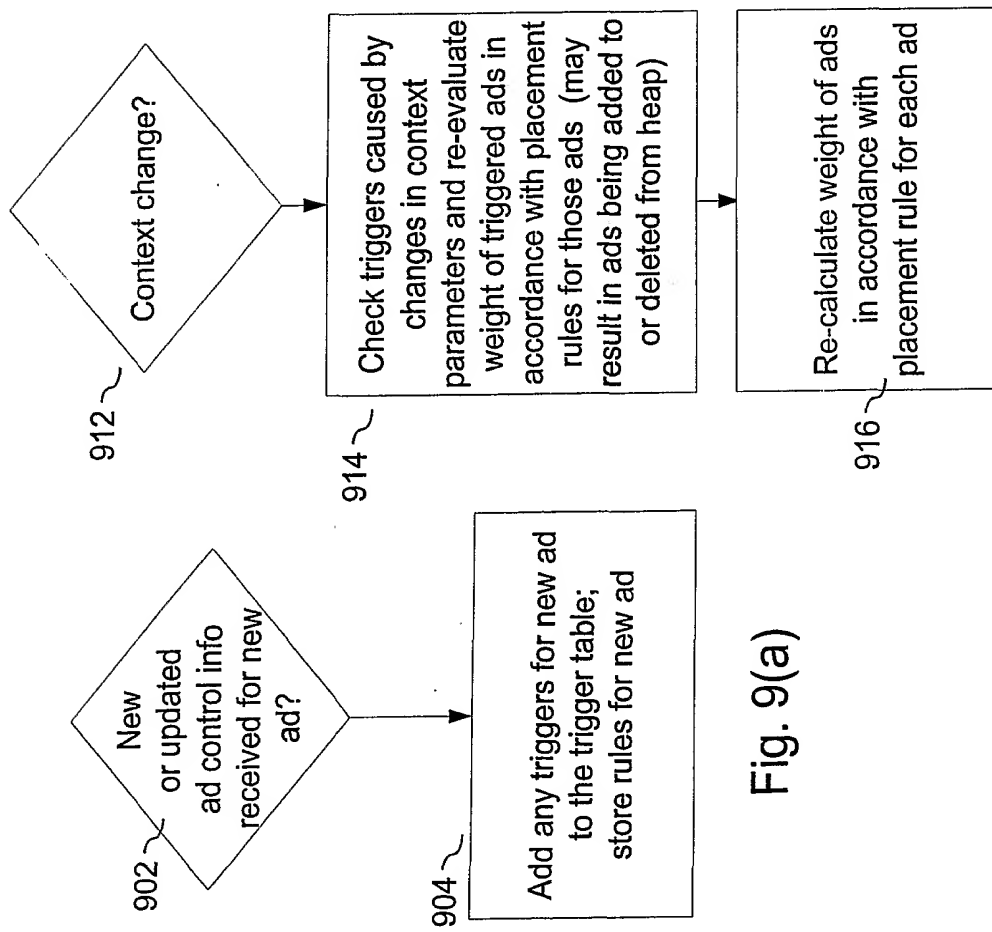 New
or updated
ad control info
received for new
ad?
902
Add any triggers for new ad
to the trigger table;
store rules for new ad
904
Context change?
912
Check triggers caused by
changes in context
parameters and re-evaluate
weight of triggered ads in
accordance with placement
rules for those ads (may
result in ads being added to
or deleted from heap)
914
Re-calculate weight of ads
in accordance with
placement rule for each ad
916
Fig. 9(a)